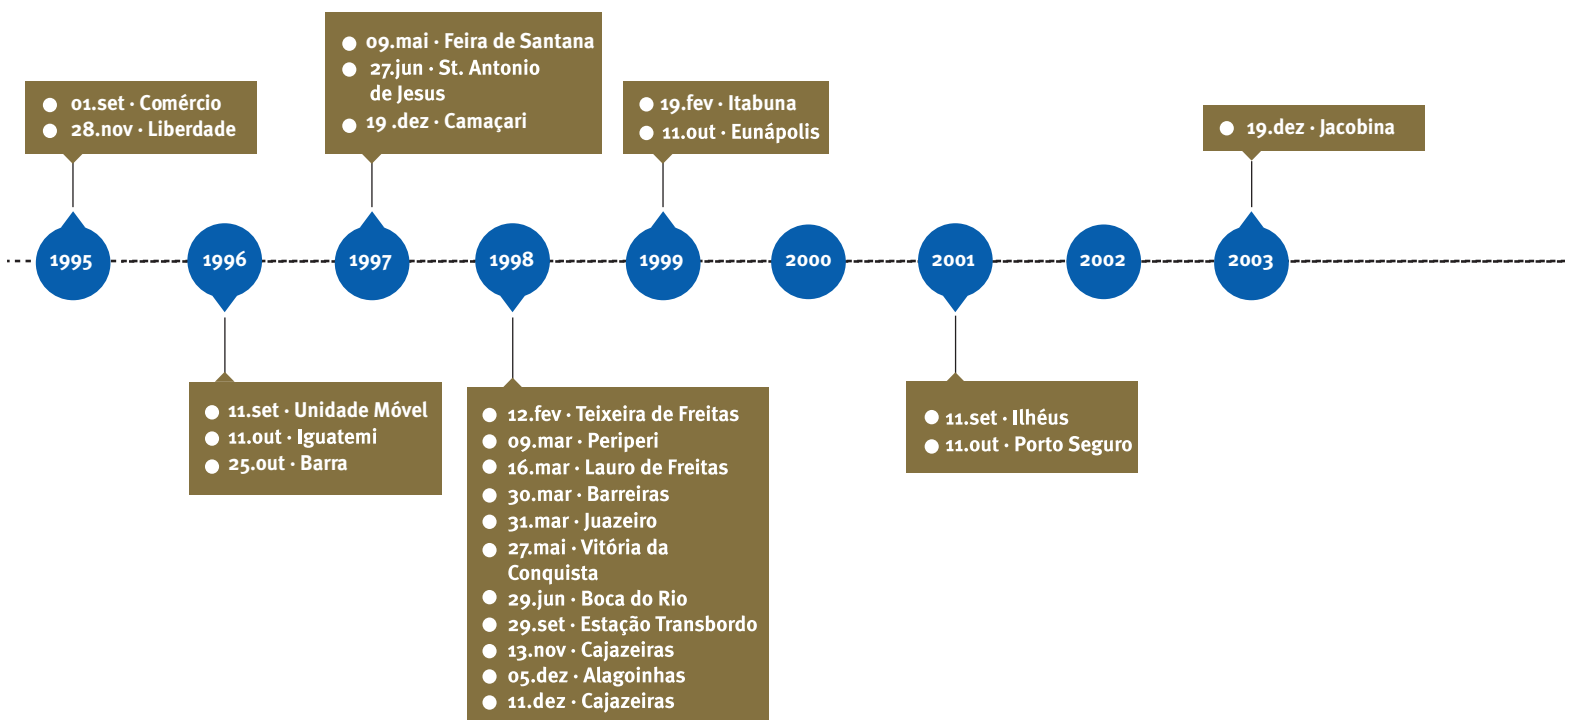 09.mai · Feira de Santana
27.jun · St. Antonio
de Jesus
19 .dez · Camaçari
01.set · Comércio
28.nov · Liberdade
19.fev · Itabuna
11.out · Eunápolis
19.dez · Jacobina
1995
1996
1997
1998
1999
2000
2001
2002
2003
11.set · Unidade Móvel
11.out · Iguatemi
25.out · Barra
12.fev · Teixeira de Freitas
09.mar · Periperi
16.mar · Lauro de Freitas
30.mar · Barreiras
31.mar · Juazeiro
27.mai · Vitória da
Conquista
29.jun · Boca do Rio
29.set · Estação Transbordo
13.nov · Cajazeiras
05.dez · Alagoinhas
11.dez · Cajazeiras
11.set · Ilhéus
11.out · Porto Seguro